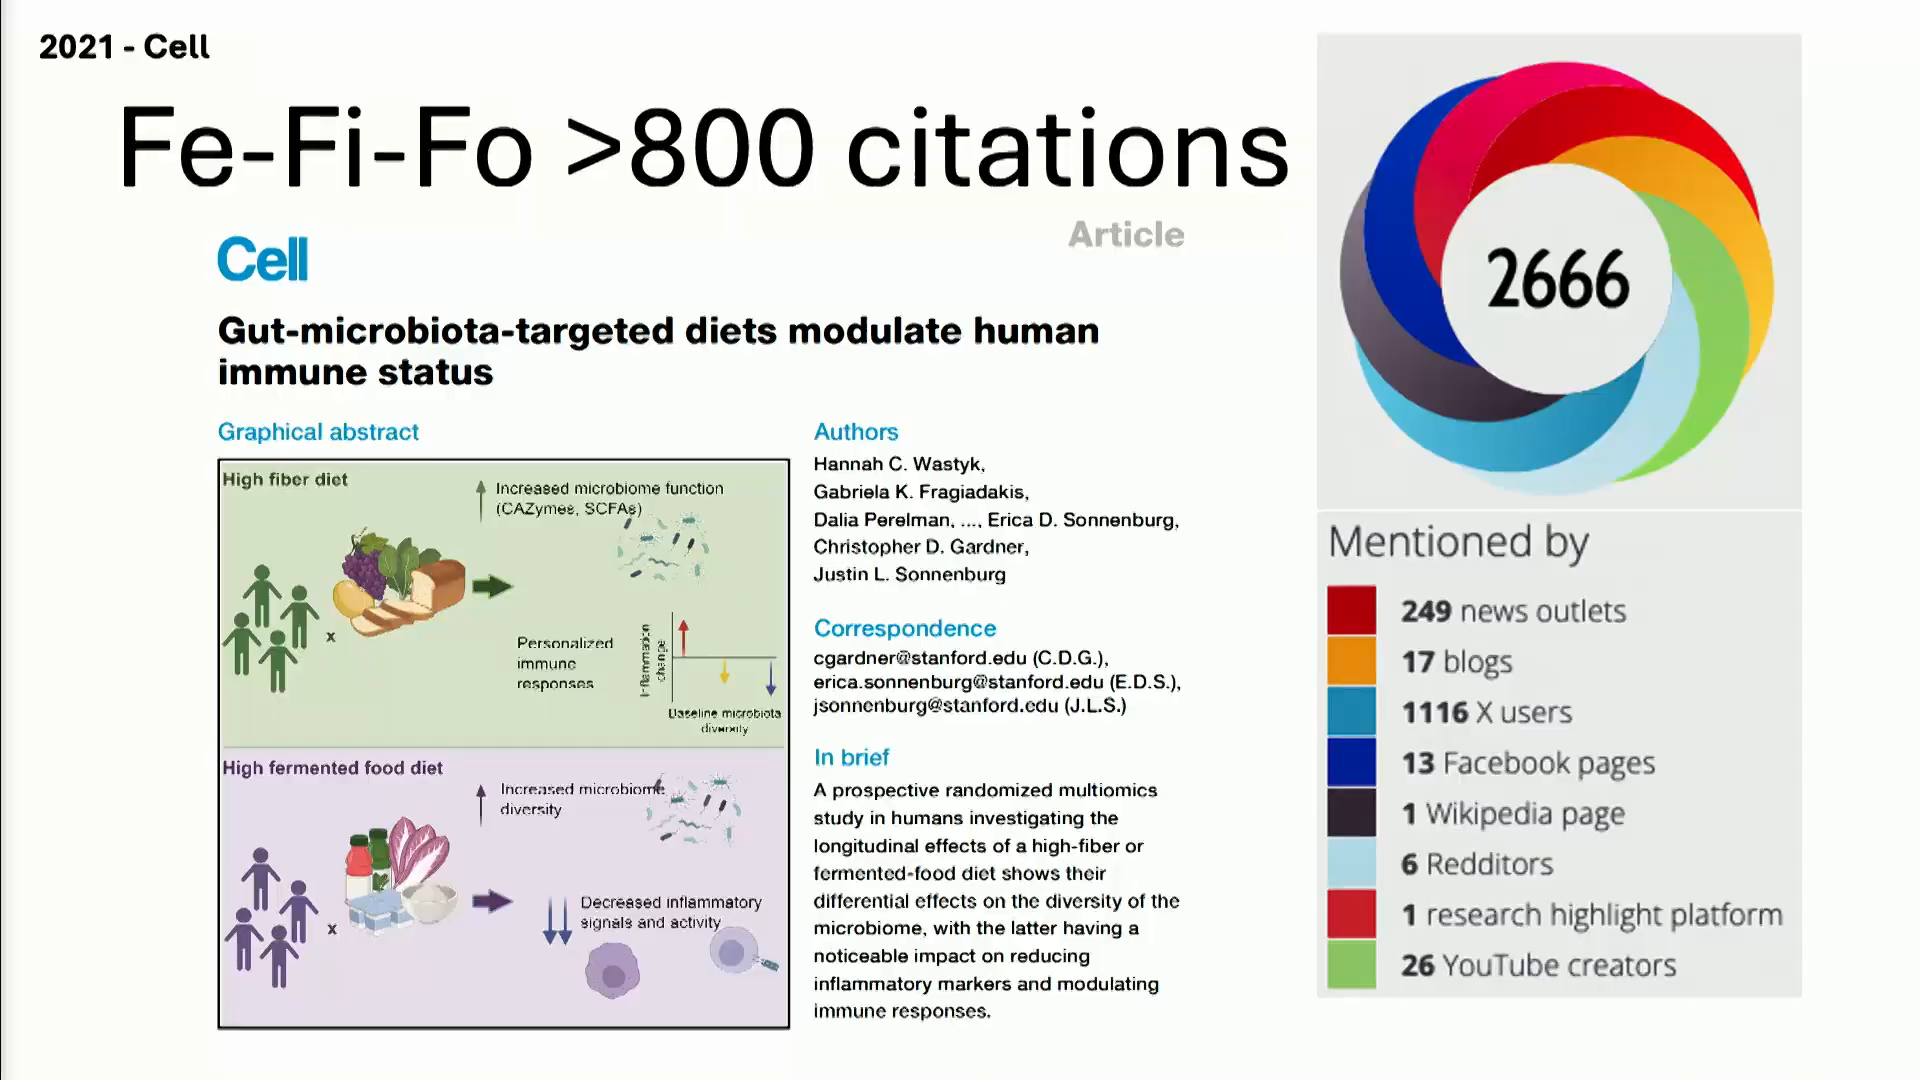 2021 - Cell
Fe-Fi-Fo >800 citations
Article
Cell
Gut-microbiota-targeted diets modulate human
immune status
Graphical abstract
High fiber diet
Increased microbiome function
(CAZymes, SCFAs)
x
Personalized
immune
responses
Inflammation
change
Baseline microbiota
diversity
High fermented food diet
Increased microbiome
diversity
x
Decreased inflammatory
signals and activity
Authors
Hannah C. Wastyk,
Gabriela K. Fragiadakis,
Dalia Perelman, ..., Erica D. Sonnenburg,
Christopher D. Gardner,
Justin L. Sonnenburg
Correspondence
cgardner@stanford.edu (C.D.G.),
erica.sonnenburg@stanford.edu (E.D.S.),
jsonnenburg@stanford.edu (J.L.S.)
In brief
A prospective randomized multiomics
study in humans investigating the
longitudinal effects of a high-fiber or
fermented-food diet shows their
differential effects on the diversity of the
microbiome, with the latter having a
noticeable impact on reducing
inflammatory markers and modulating
immune responses.
2666
Mentioned by
249 news outlets
17 blogs
1116 X users
13 Facebook pages
1 Wikipedia page
6 Redditors
1 research highlight platform
26 YouTube creators